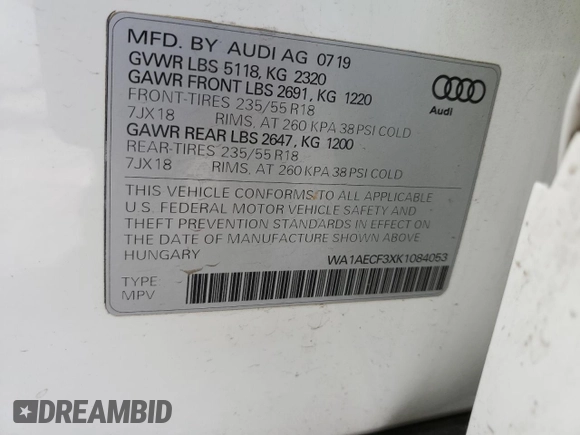 MFD. BY AUDI AG 07 19
GVWR LBS 5118, KG 2320
GAWR FRONT LBS 2691, KG 1220
FRONT-TIRES 235/55 R18
7JX18 RIMS, AT 260 KPA 38 PSI COLD
GAWR REAR LBS 2647, KG 1200
REAR-TIRES 235/55 R18
7JX18 RIMS, AT 260 KPA 38 PSI COLD
Audi
THIS VEHICLE CONFORMS TO ALL APPLICABLE
U.S. FEDERAL MOTOR VEHICLE SAFETY AND
THEFT PREVENTION STANDARDS IN EFFECT ON
THE DATE OF MANUFACTURE SHOWN ABOVE.
HUNGARY
WA1AECF3XK1084053
TYPE
MPV
DREAMBID